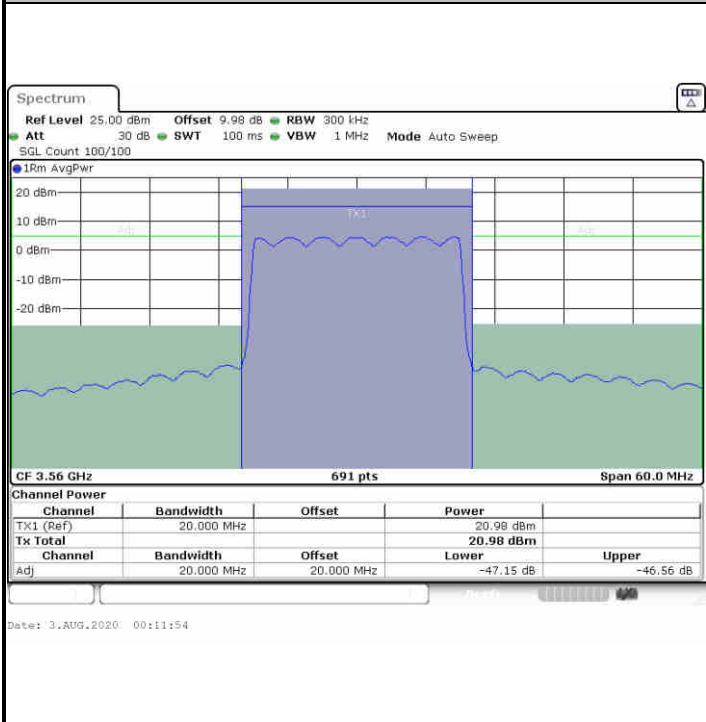 Spectrum
Ref Level 25.00 dBm Offset 9.98 dB RBW 300 kHz
Att 30 dB SWT 100 ms VBW 1 MHz Mode Auto Sweep
SGL Count 100/100
1Rm AvgPwr
20 dBm
TX1
10 dBm
Adj Adj
0 dBm
-10 dBm
-20 dBm
CF 3.56 GHz 691 pts Span 60.0 MHz
Channel Power
Channel Bandwidth Offset Power
TX1 (Ref) 20.000 MHz 20.98 dBm
Tx Total 20.98 dBm
Channel Bandwidth Offset Lower Upper
Adj 20.000 MHz 20.000 MHz -47.15 dB -46.56 dB
Date: 3.AUG.2020 00:11:54